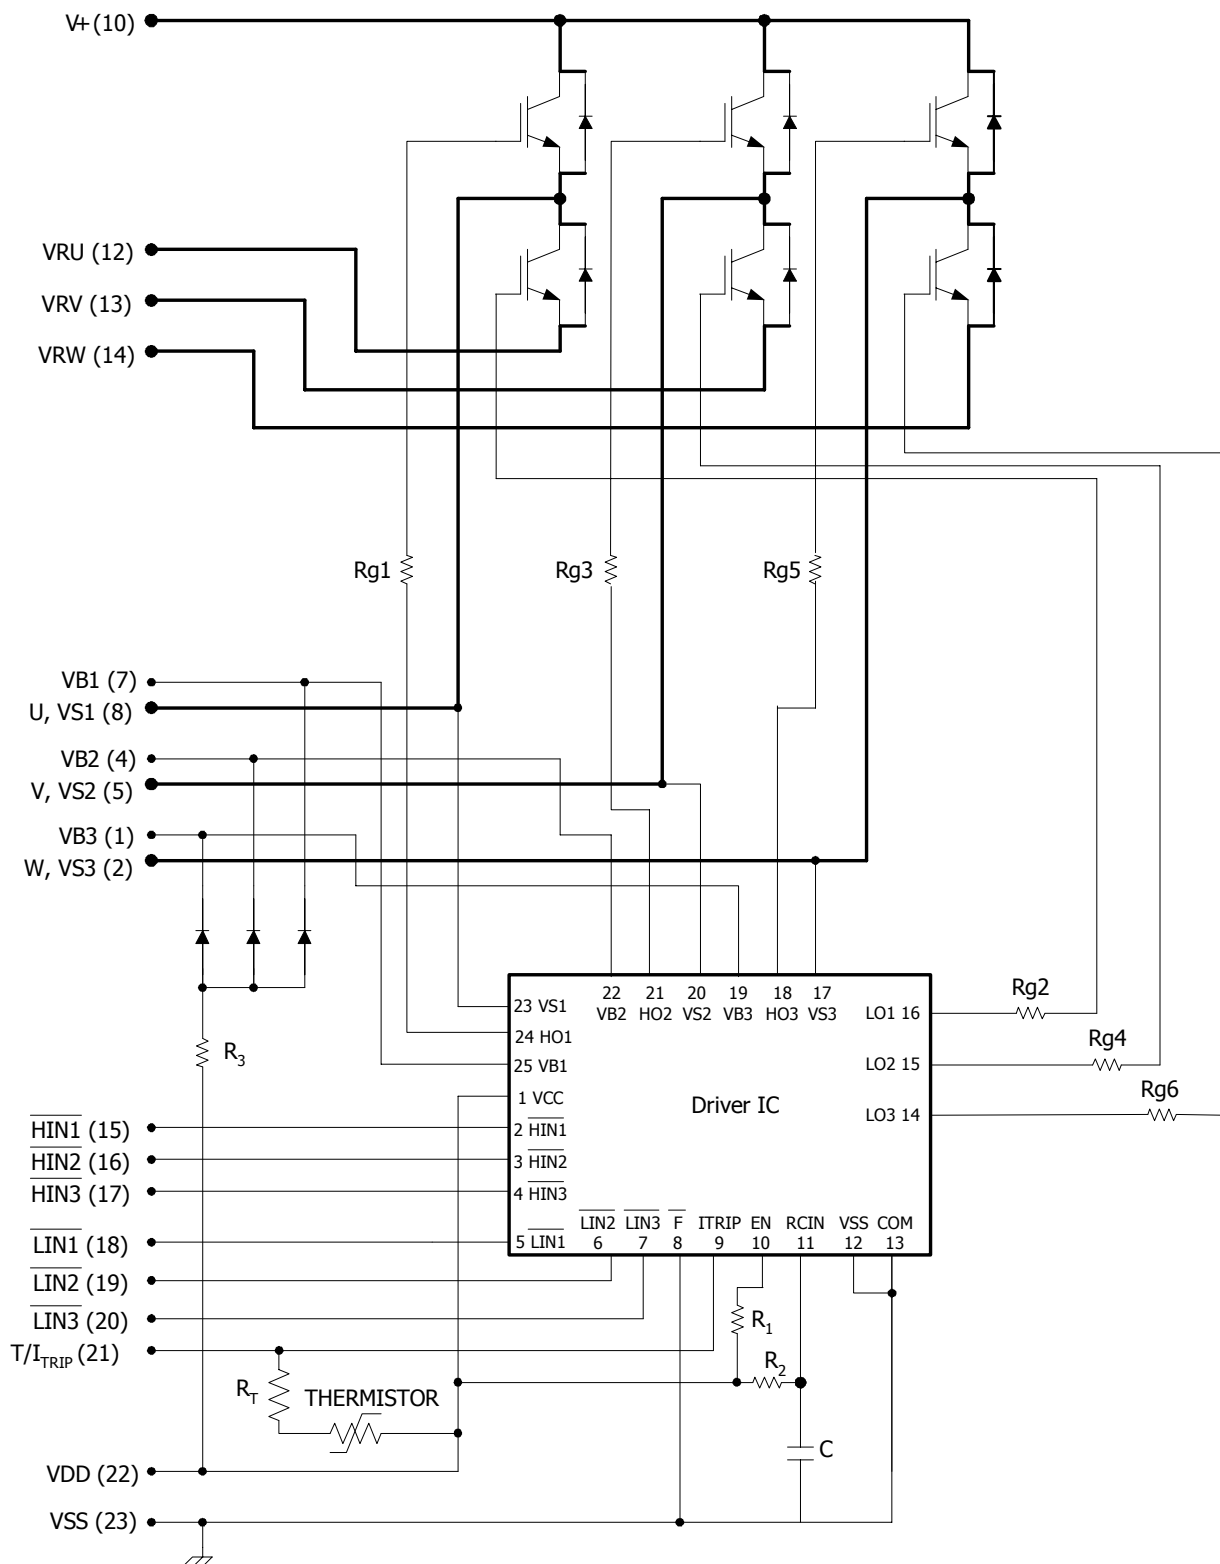 V+ (10)
VRU (12)
VRV (13)
VRW (14)
Rg1
Rg3
Rg5
VB1 (7)
U, VS1 (8)
VB2 (4)
V, VS2 (5)
VB3 (1)
W, VS3 (2)
22 21 20 19 18 17
VB2 HO2 VS2 VB3 HO3 VS3
23 VS1
24 HO1
25 VB1
1 VCC
2 HIN1
3 HIN2
4 HIN3
5 LIN1
Driver IC
LO1 16
LO2 15
LO3 14
Rg2
Rg4
Rg6
LIN2 LIN3 F ITRIP EN RCIN VSS COM
6 7 8 9 10 11 12 13
R3
HIN1 (15)
HIN2 (16)
HIN3 (17)
LIN1 (18)
LIN2 (19)
LIN3 (20)
T/ITRIP (21)
R1
R2
RT
THERMISTOR
C
VDD (22)
VSS (23)